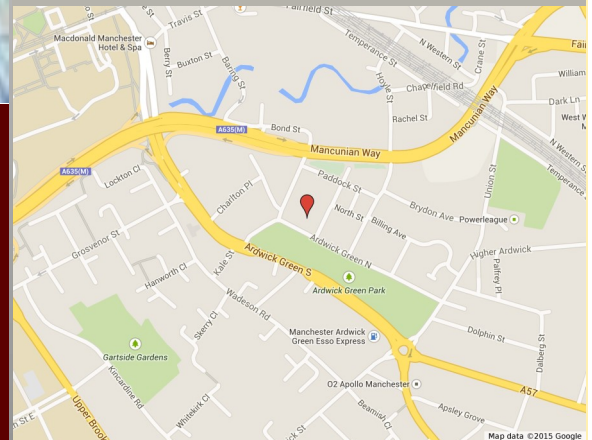 Fairfield St
Travis St
Temperance St
N Western St
Crane St
Macdonald Manchester
Hotel & Spa
Berry St
Buxton St
Baring St
Hoyle St
Chapelfield Rd
William
Dark Ln
Rachel St
Mancunian Way
West
N Western S
Temperance
A635(M)
Bond St
Mancunian Way
A635(M)
Lockton Cl
Charlton Pl
Paddock St
North St
Billing Ave
Brydon Ave
Powerleague
Union St
Grosvenor St
Kale St
Ardwick Green N
Higher Ardwick
Palfrey Pl
Ardwick Green S
Ardwick Green Park
Hanworth Cl
Wadeson Rd
Skerry Cl
Manchester Ardwick
Green Esso Express
Dolphin St
Dalberg St
Gartside Gardens
Kincardine Rd
O2 Apollo Manchester
A57
Upper Brook
Whitekirk Cl
Beamish Cl
Apsley Grove
Map data ©2015 Google